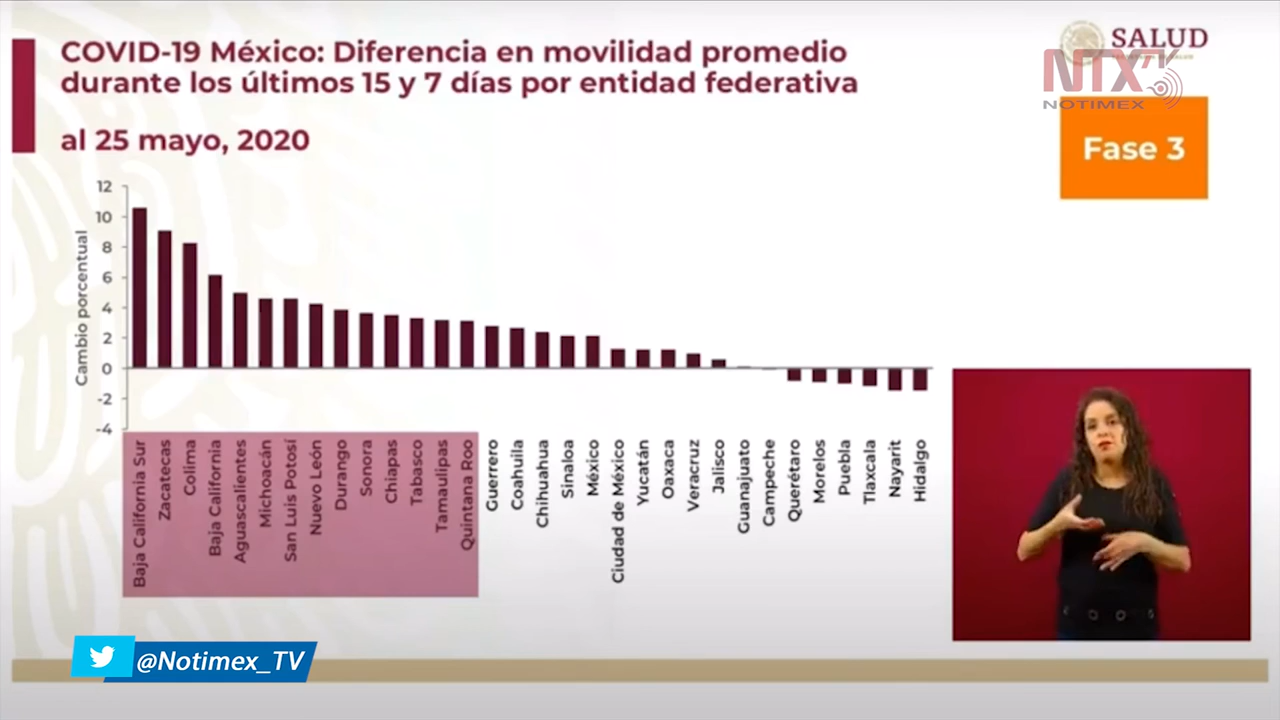 COVID-19 México: Diferencia en movilidad promedio
durante los últimos 15 y 7 días por entidad federativa
al 25 mayo, 2020
SALUD
NTX
NOTIMEX
Fase 3
Cambio porcentual
12
10
8
6
4
2
0
-2
-4
Baja California Sur
Zacatecas
Colima
Baja California
Aguascalientes
Michoacán
San Luis Potosí
Nuevo León
Durango
Sonora
Chiapas
Tabasco
Tamaulipas
Quintana Roo
Guerrero
Coahuila
Chihuahua
Sinaloa
México
Ciudad de México
Yucatán
Oaxaca
Veracruz
Jalisco
Guanajuato
Campeche
Querétaro
Morelos
Puebla
Tlaxcala
Nayarit
Hidalgo
@Notimex_TV